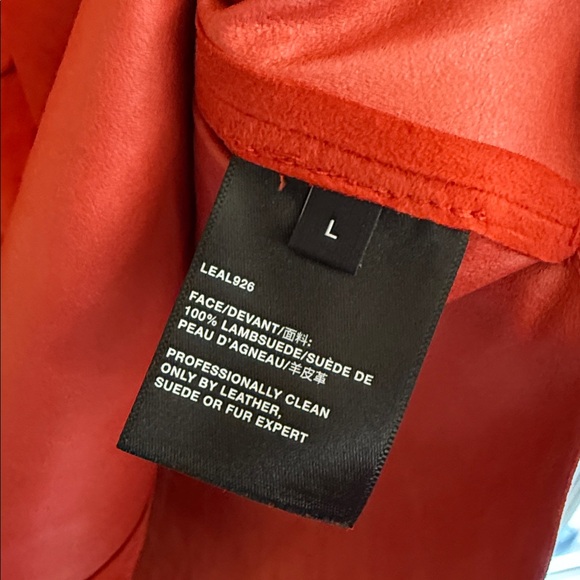 L
LEAL926
FACE/DEVANT/面料:
100% LAMBSUEDE/SUÈDE DE
PEAU D'AGNEAU/羊皮革
PROFESSIONALLY CLEAN
ONLY BY LEATHER,
SUEDE OR FUR EXPERT